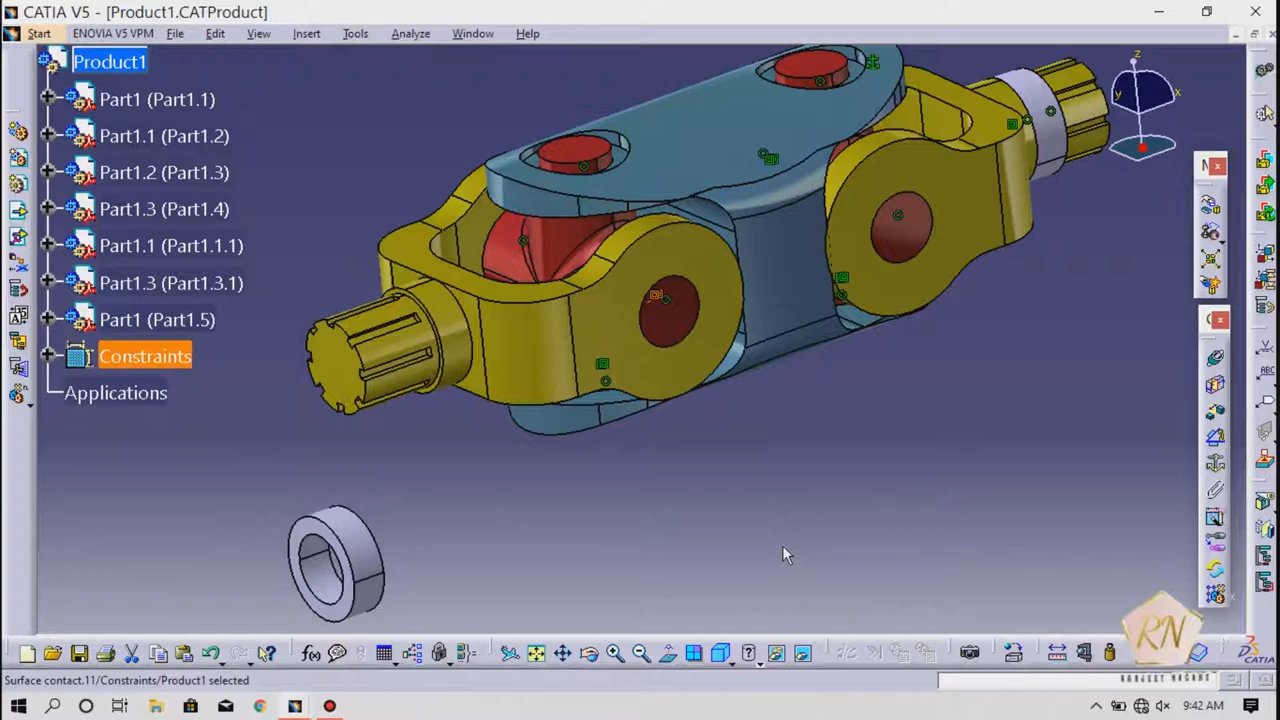 CATIA V5 - [Product1.CATProduct]
Start ENOVIA V5 VPM File Edit View Insert Tools Analyze Window Help
Product1
Part1 (Part1.1)
Part1.1 (Part1.2)
Part1.2 (Part1.3)
Part1.3 (Part1.4)
Part1.1 (Part1.1.1)
Part1.3 (Part1.3.1)
Part1 (Part1.5)
Constraints
Applications
z
y
x
RN
RANJEET NAGARE
CATIA
Surface contact.11/Constraints/Product1 selected
9:42 AM